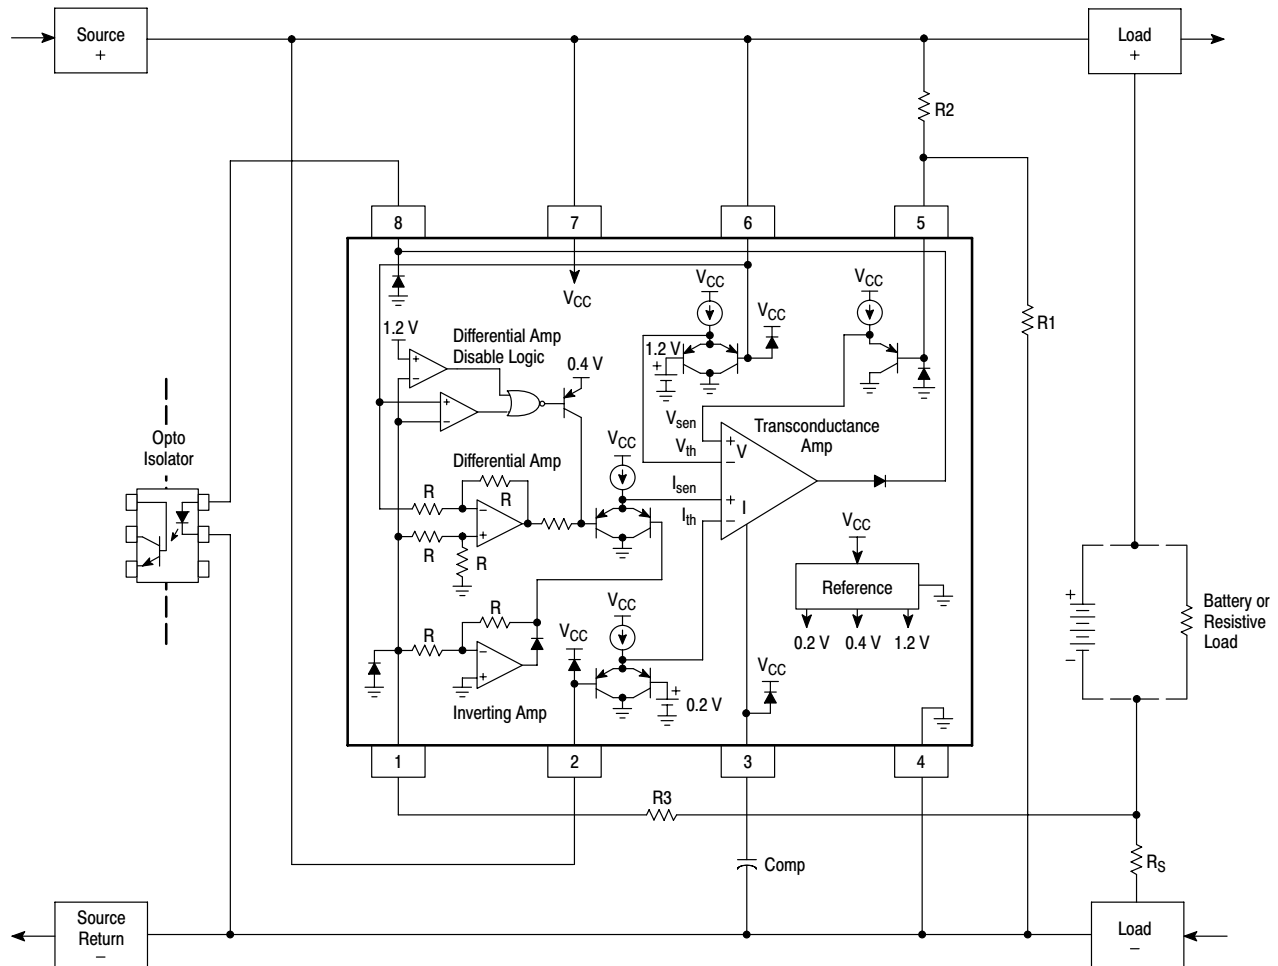 Source
+
Load
+
R2
8
7
6
5
VCC
VCC
VCC
VCC
1.2 V
Differential Amp
Disable Logic
0.4 V
1.2 V
+
R1
+
−
+
−
Opto
Isolator
Vsen
Vth
Isen
Ith
+
V
−
+
I
−
Transconductance
Amp
VCC
Differential Amp
R
R
−
+
R
R
VCC
Reference
0.2 V
0.4 V
1.2 V
+
−
Battery or
Resistive
Load
R
R
−
+
Inverting Amp
VCC
VCC
+
0.2 V
VCC
1
2
3
4
R3
Comp
RS
Source
Return
−
Load
−